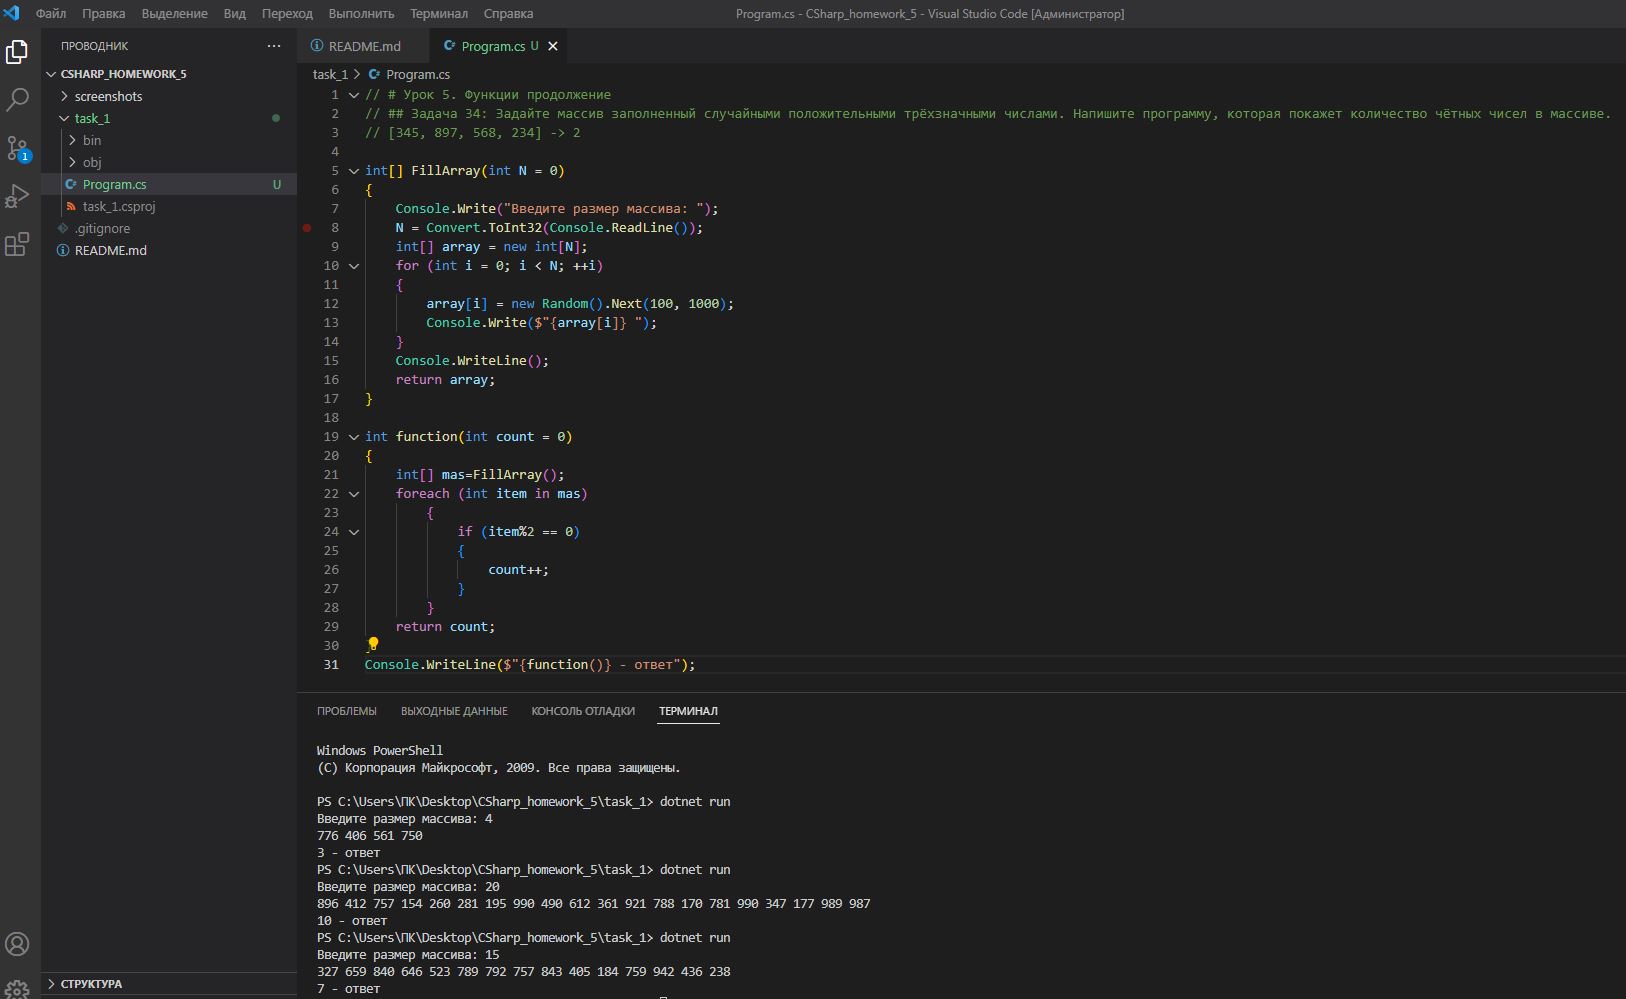 Файл Правка Выделение Вид Переход Выполнить Терминал Справка
Program.cs - CSharp_homework_5 - Visual Studio Code [Администратор]
ПРОВОДНИК ...
README.md
C# Program.cs U ×
CSHARP_HOMEWORK_5
screenshots
task_1
bin
obj
C# Program.cs U
task_1.csproj
.gitignore
README.md
1
СТРУКТУРА
task_1 > C# Program.cs
1 // # Урок 5. Функции продолжение
2 // ## Задача 34: Задайте массив заполненный случайными положительными трёхзначными числами. Напишите программу, которая покажет количество чётных чисел в массиве.
3 // [345, 897, 568, 234] -> 2
4
5 int[] FillArray(int N = 0)
6 {
7 Console.Write("Введите размер массива: ");
8 N = Convert.ToInt32(Console.ReadLine());
9 int[] array = new int[N];
10 for (int i = 0; i < N; ++i)
11 {
12 array[i] = new Random().Next(100, 1000);
13 Console.Write($"{array[i]} ");
14 }
15 Console.WriteLine();
16 return array;
17 }
18
19 int function(int count = 0)
20 {
21 int[] mas=FillArray();
22 foreach (int item in mas)
23 {
24 if (item%2 == 0)
25 {
26 count++;
27 }
28 }
29 return count;
30 }
31 Console.WriteLine($"{function()} - ответ");
ПРОБЛЕМЫ ВЫХОДНЫЕ ДАННЫЕ КОНСОЛЬ ОТЛАДКИ ТЕРМИНАЛ
Windows PowerShell
(C) Корпорация Майкрософт, 2009. Все права защищены.
PS C:\Users\ПК\Desktop\CSharp_homework_5\task_1> dotnet run
Введите размер массива: 4
776 406 561 750
3 - ответ
PS C:\Users\ПК\Desktop\CSharp_homework_5\task_1> dotnet run
Введите размер массива: 20
896 412 757 154 260 281 195 990 490 612 361 921 788 170 781 990 347 177 989 987
10 - ответ
PS C:\Users\ПК\Desktop\CSharp_homework_5\task_1> dotnet run
Введите размер массива: 15
327 659 840 646 523 789 792 757 843 405 184 759 942 436 238
7 - ответ